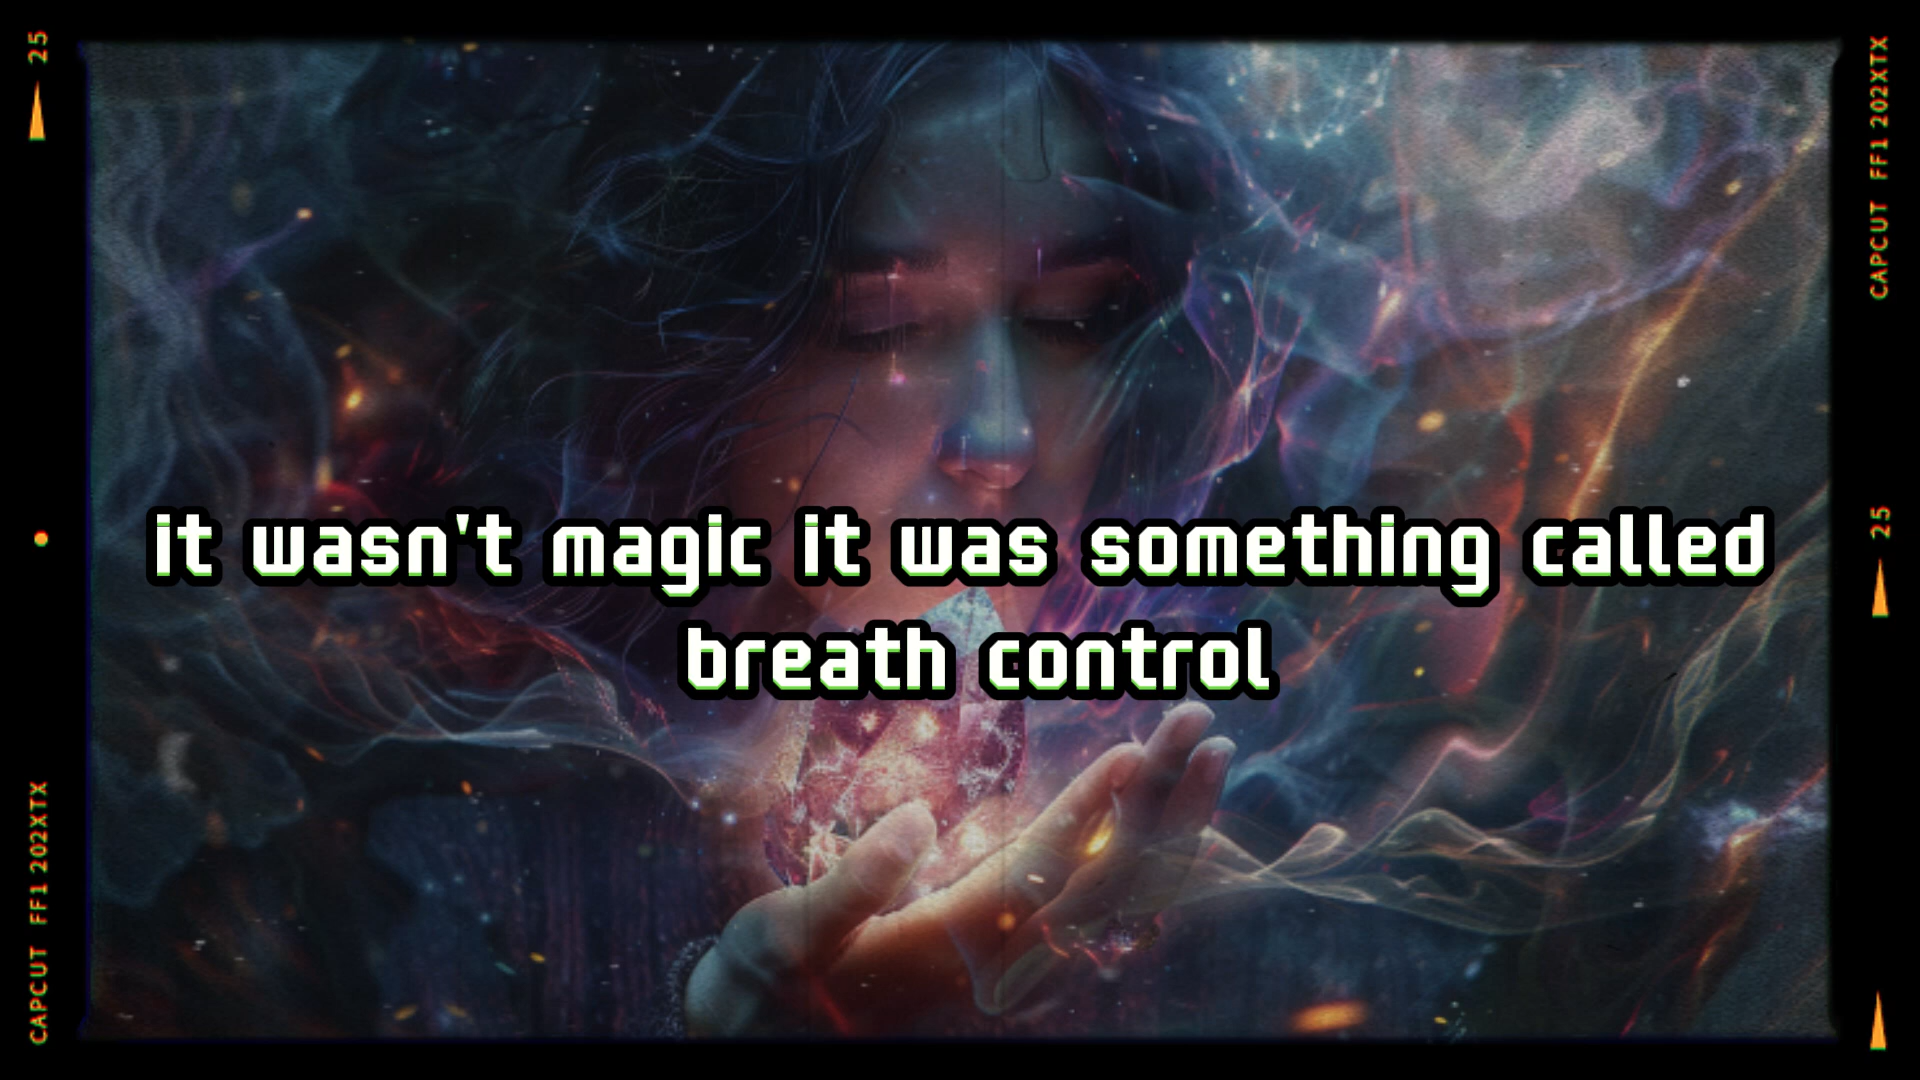 25
CAPCUT FF1 202XTX
it wasn't magic it was something called
breath control
25
CAPCUT FF1 202XTX